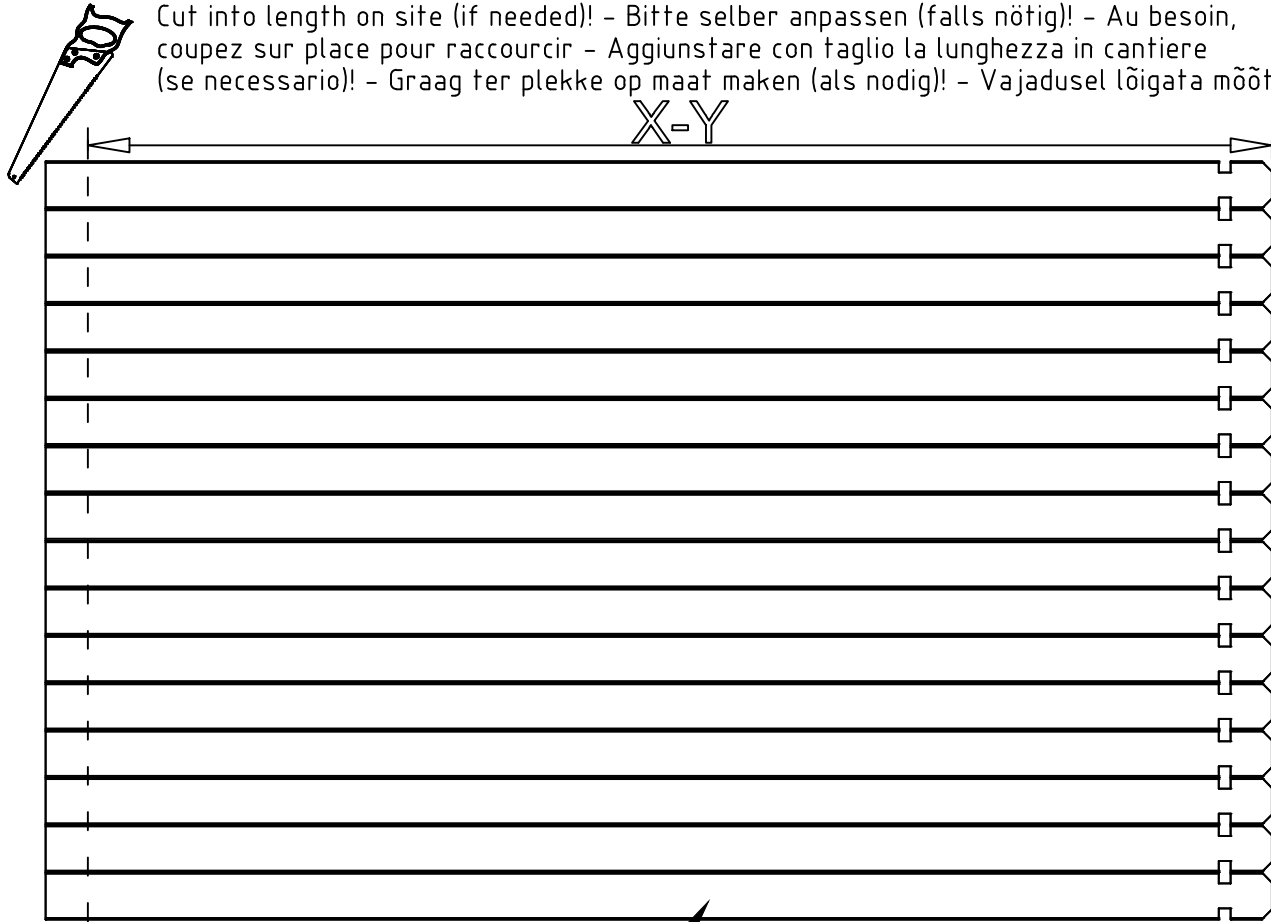 Cut into length on site (if needed)! - Bitte selber anpassen (falls nötig)! - Au besoin,
coupez sur place pour raccourcir - Aggiunstare con taglio la lunghezza in cantiere
(se necessario)! - Graag ter plekke op maat maken (als nodig)! - Vajadusel lõigata mõõt
X-Y